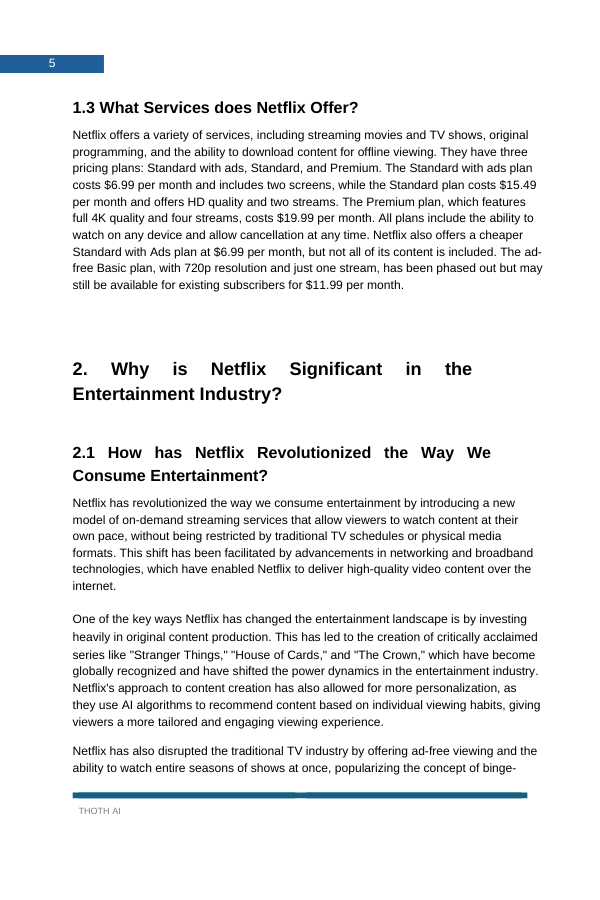 5
1.3 What Services does Netflix Offer?
Netflix offers a variety of services, including streaming movies and TV shows, original
programming, and the ability to download content for offline viewing. They have three
pricing plans: Standard with ads, Standard, and Premium. The Standard with ads plan
costs $6.99 per month and includes two screens, while the Standard plan costs $15.49
per month and offers HD quality and two streams. The Premium plan, which features
full 4K quality and four streams, costs $19.99 per month. All plans include the ability to
watch on any device and allow cancellation at any time. Netflix also offers a cheaper
Standard with Ads plan at $6.99 per month, but not all of its content is included. The ad-
free Basic plan, with 720p resolution and just one stream, has been phased out but may
still be available for existing subscribers for $11.99 per month.
2. Why is Netflix Significant in the
Entertainment Industry?
2.1 How has Netflix Revolutionized the Way We
Consume Entertainment?
Netflix has revolutionized the way we consume entertainment by introducing a new
model of on-demand streaming services that allow viewers to watch content at their
own pace, without being restricted by traditional TV schedules or physical media
formats. This shift has been facilitated by advancements in networking and broadband
technologies, which have enabled Netflix to deliver high-quality video content over the
internet.
One of the key ways Netflix has changed the entertainment landscape is by investing
heavily in original content production. This has led to the creation of critically acclaimed
series like "Stranger Things," "House of Cards," and "The Crown," which have become
globally recognized and have shifted the power dynamics in the entertainment industry.
Netflix's approach to content creation has also allowed for more personalization, as
they use AI algorithms to recommend content based on individual viewing habits, giving
viewers a more tailored and engaging viewing experience.
Netflix has also disrupted the traditional TV industry by offering ad-free viewing and the
ability to watch entire seasons of shows at once, popularizing the concept of binge-
THOTH AI